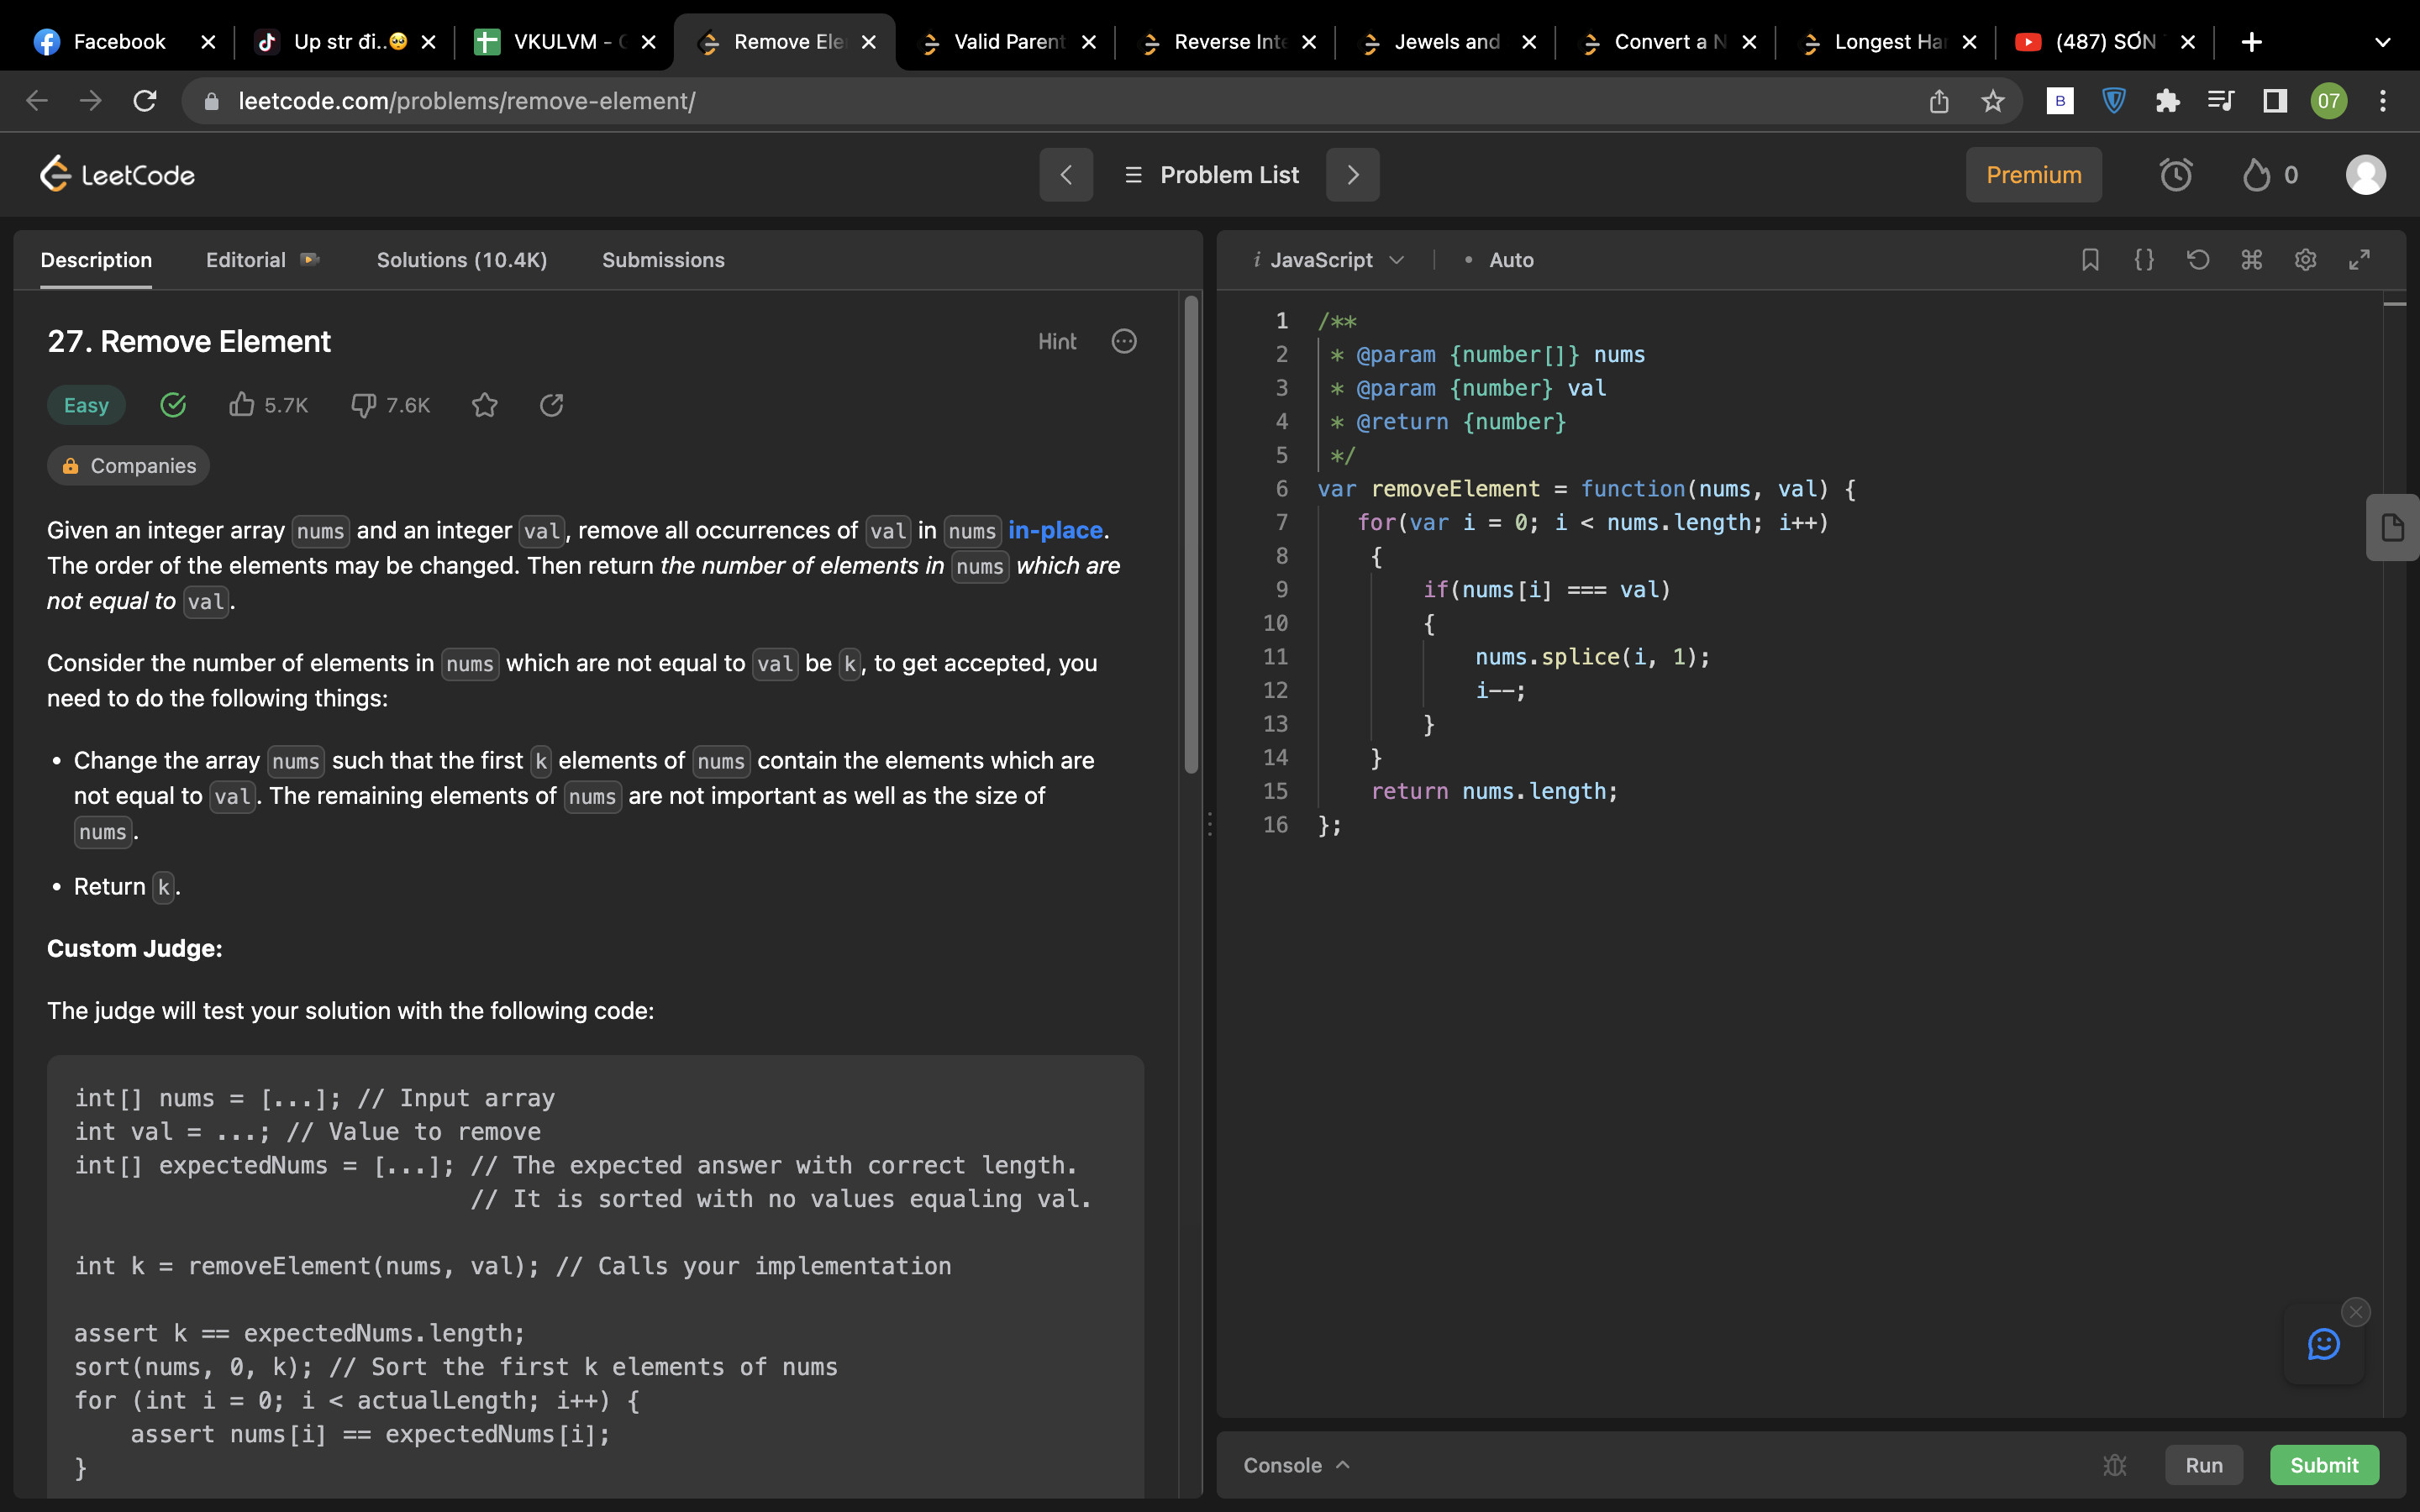 Facebook
Up str đi..🥺
VKULVM -
Remove Ele
Valid Parent
Reverse Inte
Jewels and
Convert a N
Longest Ha
(487) SƠN
leetcode.com/problems/remove-element/
B
07
LeetCode
Problem List
Premium
0
Description
Editorial
Solutions (10.4K)
Submissions
27. Remove Element
Hint
Easy
5.7K
7.6K
Companies
Given an integer array nums and an integer val, remove all occurrences of val in nums in-place.
The order of the elements may be changed. Then return the number of elements in nums which are
not equal to val.
Consider the number of elements in nums which are not equal to val be k, to get accepted, you
need to do the following things:
• Change the array nums such that the first k elements of nums contain the elements which are
not equal to val. The remaining elements of nums are not important as well as the size of
nums.
• Return k.
Custom Judge:
The judge will test your solution with the following code:
int[] nums = [...]; // Input array
int val = ...; // Value to remove
int[] expectedNums = [...]; // The expected answer with correct length.
// It is sorted with no values equaling val.
int k = removeElement(nums, val); // Calls your implementation
assert k == expectedNums.length;
sort(nums, 0, k); // Sort the first k elements of nums
for (int i = 0; i < actualLength; i++) {
assert nums[i] == expectedNums[i];
}
i JavaScript
• Auto
1 /**
2 * @param {number[]} nums
3 * @param {number} val
4 * @return {number}
5 */
6 var removeElement = function(nums, val) {
7 for(var i = 0; i < nums.length; i++)
8 {
9 if(nums[i] === val)
10 {
11 nums.splice(i, 1);
12 i--;
13 }
14 }
15 return nums.length;
16 };
Console
Run
Submit